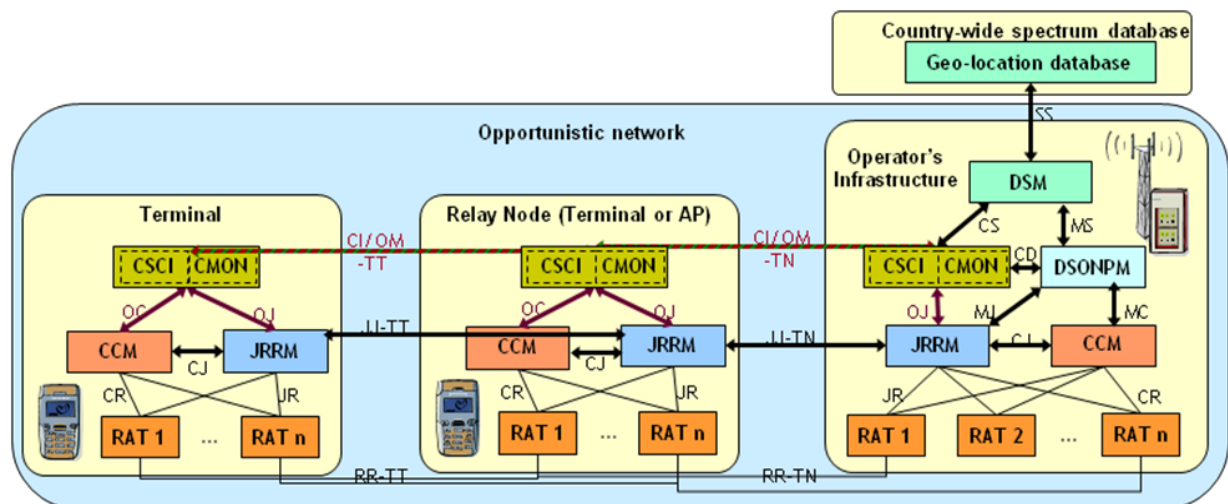 Country-wide spectrum database
Geo-location database
SS
Opportunistic network
Operator's
Infrastructure
DSM
Terminal
Relay Node (Terminal or AP)
CI/OM
-TT
CI/OM
-TN
CS
MS
CSCI CMON
CSCI CMON
CSCI CMON
CD
DSONPM
OC
OJ
OC
OJ
OJ
MJ
MC
JJ-TT
JJ-TN
CCM
CJ
JRRM
CCM
CJ
JRRM
JRRM
CJ
CCM
CR
JR
CR
JR
JR
CR
RAT 1
...
RAT n
RAT 1
...
RAT n
RAT 1
RAT 2
...
RAT n
RR-TT
RR-TN